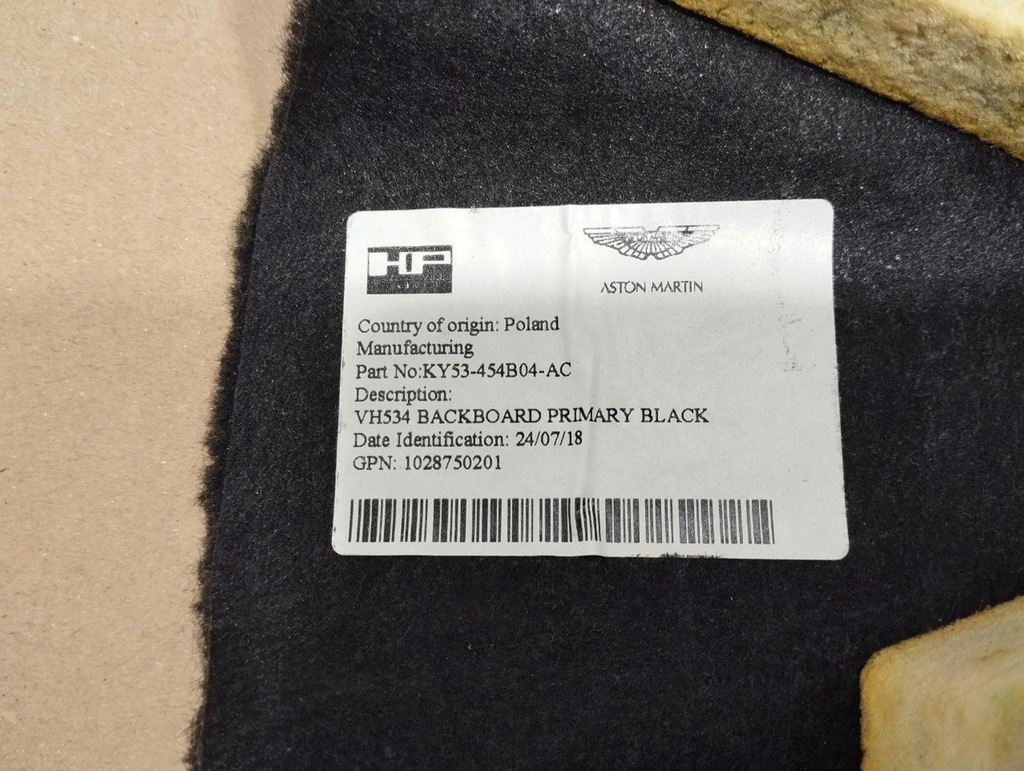 HP
ASTON MARTIN
Country of origin: Poland
Manufacturing
Part No:KY53-454B04-AC
Description:
VH534 BACKBOARD PRIMARY BLACK
Date Identification: 24/07/18
GPN: 1028750201